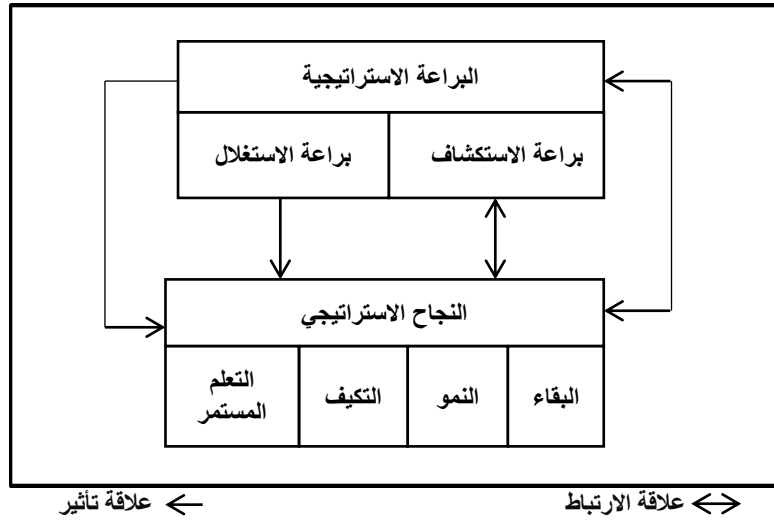 البراعة الاستراتيجية
براعة الاستكشاف
براعة الاستغلال
النجاح الاستراتيجي
البقاء
النمو
التكيف
التعلم
المستمر
علاقة الارتباط
علاقة تأثير